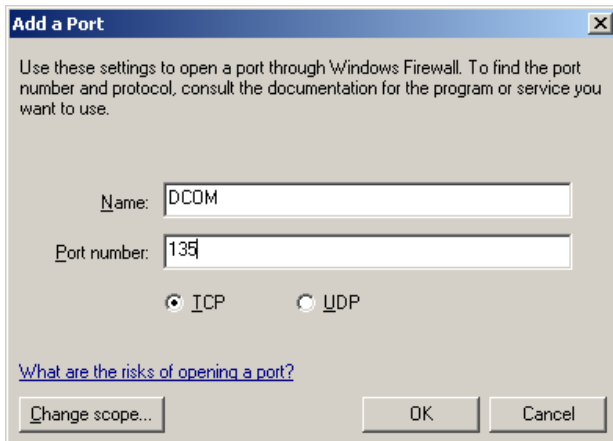 Add a Port
Use these settings to open a port through Windows Firewall. To find the port
number and protocol, consult the documentation for the program or service you
want to use.
Name: DCOM
Port number: 135
TCP UDP
What are the risks of opening a port?
Change scope... OK Cancel